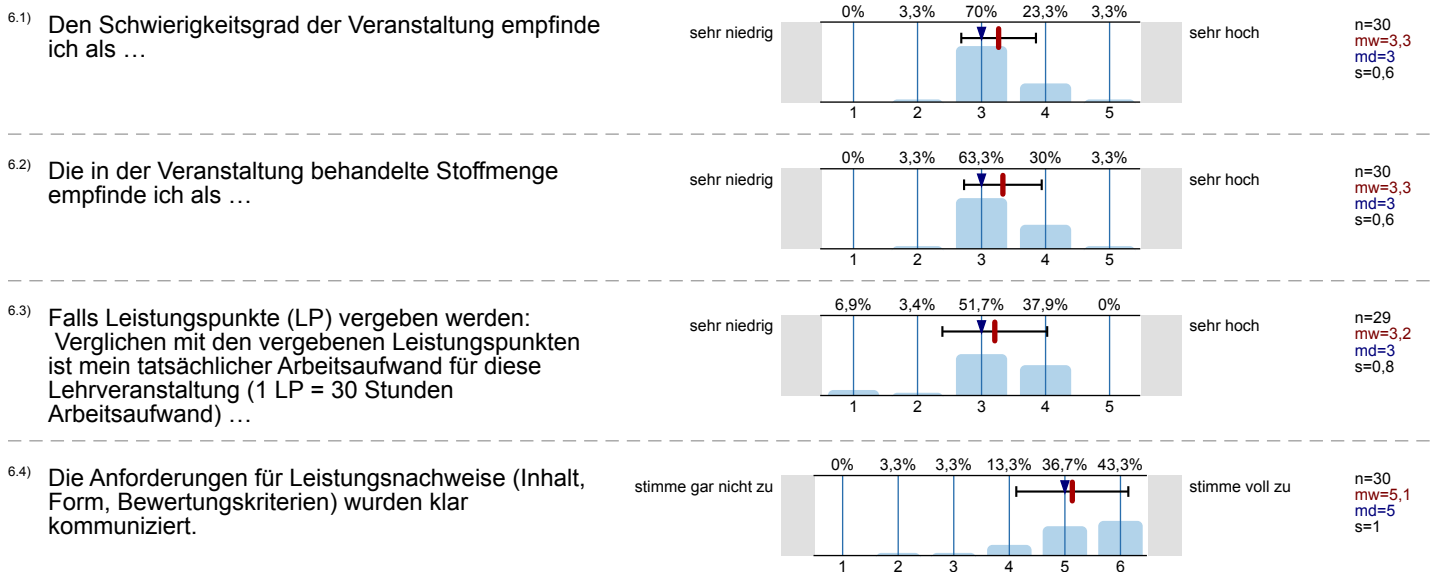 6.1) Den Schwierigkeitsgrad der Veranstaltung empfinde
ich als …
sehr niedrig
0% 3,3% 70% 23,3% 3,3%
1 2 3 4 5
sehr hoch
n=30
mw=3,3
md=3
s=0,6
6.2) Die in der Veranstaltung behandelte Stoffmenge
empfinde ich als …
sehr niedrig
0% 3,3% 63,3% 30% 3,3%
1 2 3 4 5
sehr hoch
n=30
mw=3,3
md=3
s=0,6
6.3) Falls Leistungspunkte (LP) vergeben werden:
Verglichen mit den vergebenen Leistungspunkten
ist mein tatsächlicher Arbeitsaufwand für diese
Lehrveranstaltung (1 LP = 30 Stunden
Arbeitsaufwand) …
sehr niedrig
6,9% 3,4% 51,7% 37,9% 0%
1 2 3 4 5
sehr hoch
n=29
mw=3,2
md=3
s=0,8
6.4) Die Anforderungen für Leistungsnachweise (Inhalt,
Form, Bewertungskriterien) wurden klar
kommuniziert.
stimme gar nicht zu
0% 3,3% 3,3% 13,3% 36,7% 43,3%
1 2 3 4 5 6
stimme voll zu
n=30
mw=5,1
md=5
s=1